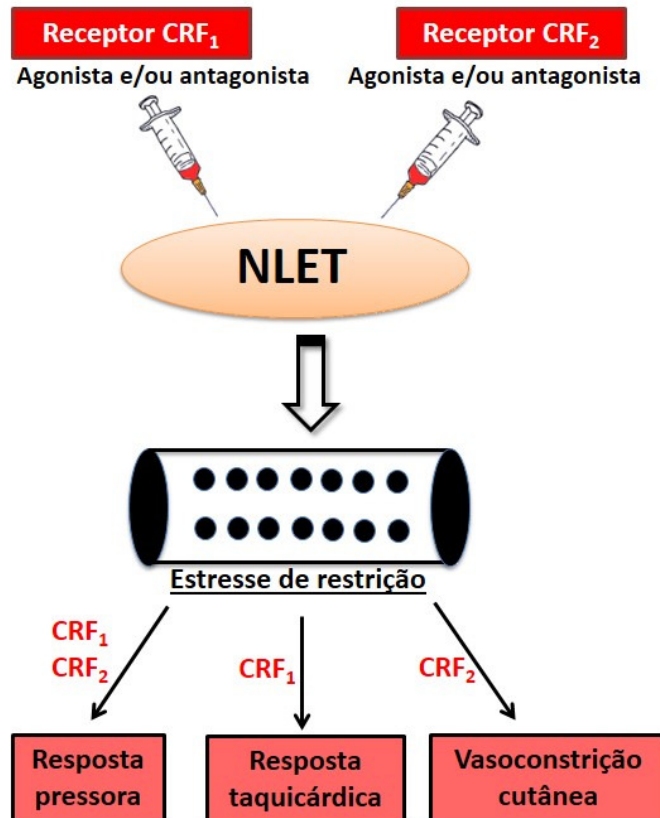 Receptor CRF₁
Receptor CRF₂
Agonista e/ou antagonista
Agonista e/ou antagonista
NLET
Estresse de restrição
CRF₁
CRF₂
CRF₁
CRF₂
Resposta
pressora
Resposta
taquicárdica
Vasoconstrição
cutânea